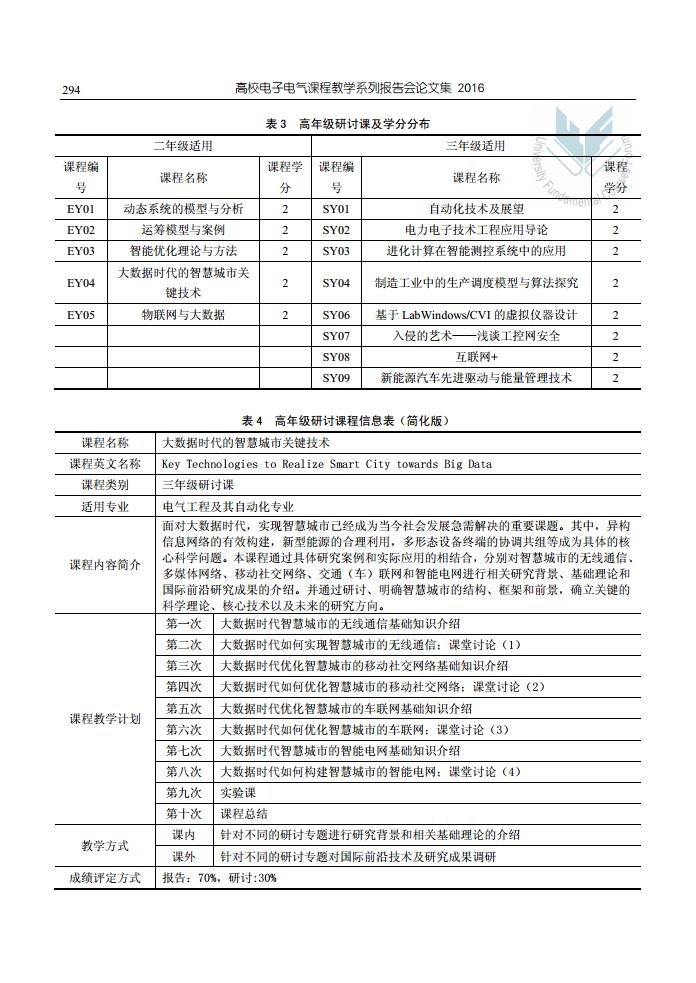 294
高校电子电气课程教学系列报告会论文集 2016
表 3 高年级研讨课及学分分布
二年级适用 三年级适用
课程编号 课程名称 课程学分 课程编号 课程名称 课程学分
EY01 动态系统的模型与分析 2 SY01 自动化技术及展望 2
EY02 运筹模型与案例 2 SY02 电力电子技术工程应用导论 2
EY03 智能优化理论与方法 2 SY03 进化计算在智能测控系统中的应用 2
EY04 大数据时代的智慧城市关键技术 2 SY04 制造工业中的生产调度模型与算法探究 2
EY05 物联网与大数据 2 SY06 基于 LabWindows/CVI 的虚拟仪器设计 2
SY07 入侵的艺术——浅谈工控网安全 2
SY08 互联网+ 2
SY09 新能源汽车先进驱动与能量管理技术 2
表 4 高年级研讨课程信息表（简化版）
课程名称 大数据时代的智慧城市关键技术
课程英文名称 Key Technologies to Realize Smart City towards Big Data
课程类别 三年级研讨课
适用专业 电气工程及其自动化专业
课程内容简介
面对大数据时代，实现智慧城市已经成为当今社会发展急需解决的重要课题。其中，异构
信息网络的有效构建，新型能源的合理利用，多形态设备终端的协调共组等成为具体的核
心科学问题。本课程通过具体研究案例和实际应用的相结合，分别对智慧城市的无线通信、
多媒体网络、移动社交网络、交通（车）联网和智能电网进行相关研究背景、基础理论和
国际前沿研究成果的介绍。并通过研讨、明确智慧城市的结构、框架和前景，确立关键的
科学理论、核心技术以及未来的研究方向。
课程教学计划
第一次 大数据时代智慧城市的无线通信基础知识介绍
第二次 大数据时代如何实现智慧城市的无线通信；课堂讨论（1）
第三次 大数据时代优化智慧城市的移动社交网络基础知识介绍
第四次 大数据时代如何优化智慧城市的移动社交网络；课堂讨论（2）
第五次 大数据时代优化智慧城市的车联网基础知识介绍
第六次 大数据时代如何优化智慧城市的车联网；课堂讨论（3）
第七次 大数据时代智慧城市的智能电网基础知识介绍
第八次 大数据时代如何构建智慧城市的智能电网；课堂讨论（4）
第九次 实验课
第十次 课程总结
教学方式
课内 针对不同的研讨专题进行研究背景和相关基础理论的介绍
课外 针对不同的研讨专题对国际前沿技术及研究成果调研
成绩评定方式 报告：70%，研讨:30%
University Fundamental